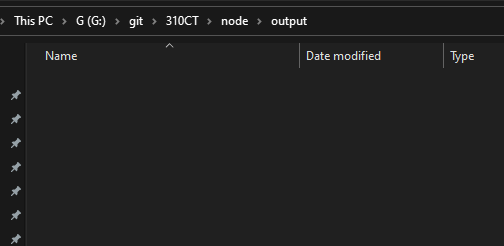 This PC > G (G:) > git > 310CT > node > output
Name Date modified Type